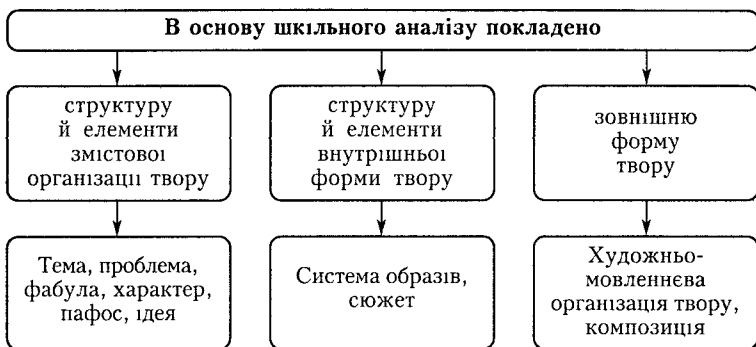 В основу шкільного аналізу покладено
структуру
й елементи
змістової
організації твору
структуру
й елементи
внутрішньої
форми твору
зовнішню
форму
твору
Тема, проблема,
фабула, характер,
пафос, ідея
Система образів,
сюжет
Художньо-
мовленнєва
організація твору,
композиція